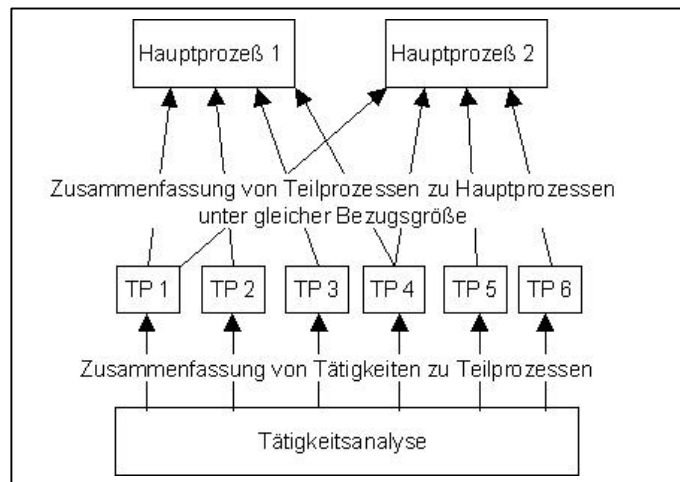 Hauptprozeß 1
Hauptprozeß 2
Zusammenfassung von Teilprozessen zu Hauptprozessen
unter gleicher Bezugsgröße
TP 1
TP 2
TP 3
TP 4
TP 5
TP 6
Zusammenfassung von Tätigkeiten zu Teilprozessen
Tätigkeitsanalyse